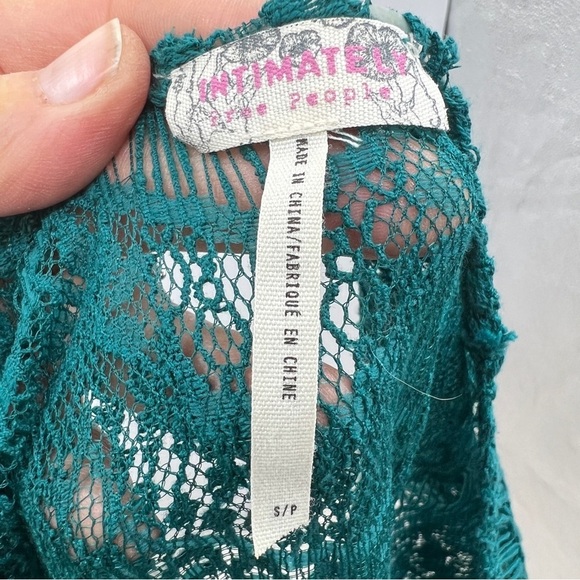 INTIMATELY
Free People
MADE IN CHINA/FABRIQUÉ EN CHINE
S/P